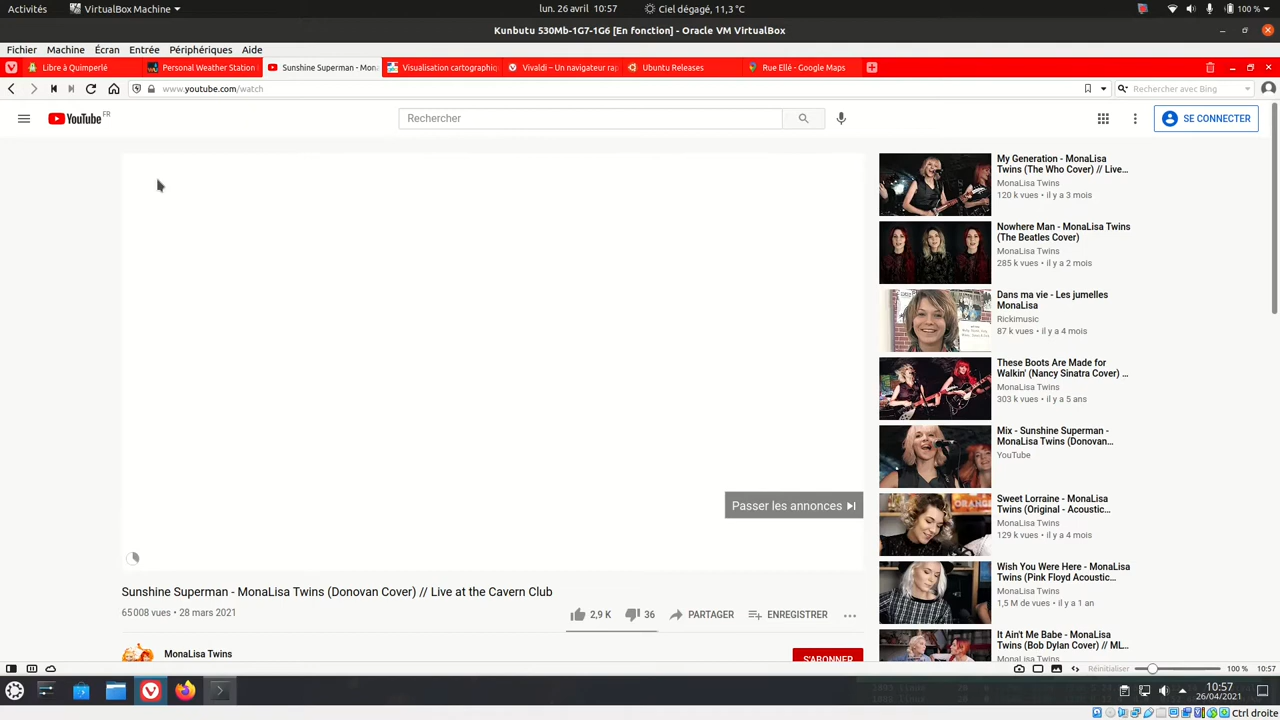 Activités
VirtualBox Machine
lun. 26 avril 10:57
Ciel dégagé, 11,3 °C
100 %
Kunbutu 530Mb-1G7-1G6 [En fonction] - Oracle VM VirtualBox
Fichier Machine Écran Entrée Périphériques Aide
Libre à Quimperlé
Personal Weather Station
Sunshine Superman - Mon
Visualisation cartographiq
Vivaldi – Un navigateur rap
Ubuntu Releases
Rue Ellé - Google Maps
www.youtube.com/watch
Rechercher avec Bing
YouTube FR
Rechercher
SE CONNECTER
My Generation - MonaLisa
Twins (The Who Cover) // Live...
MonaLisa Twins
120 k vues • il y a 3 mois
Nowhere Man - MonaLisa Twins
(The Beatles Cover)
MonaLisa Twins
285 k vues • il y a 2 mois
Dans ma vie - Les jumelles
MonaLisa
Rickimusic
87 k vues • il y a 4 mois
These Boots Are Made for
Walkin' (Nancy Sinatra Cover) ...
MonaLisa Twins
303 k vues • il y a 5 ans
Mix - Sunshine Superman -
MonaLisa Twins (Donovan...
YouTube
Sweet Lorraine - MonaLisa
Twins (Original - Acoustic...
MonaLisa Twins
129 k vues • il y a 4 mois
Wish You Were Here - MonaLisa
Twins (Pink Floyd Acoustic...
MonaLisa Twins
1,5 M de vues • il y a 1 an
It Ain't Me Babe - MonaLisa
Twins (Bob Dylan Cover) // ML...
MonaLisa Twins
Passer les annonces
Sunshine Superman - MonaLisa Twins (Donovan Cover) // Live at the Cavern Club
65 008 vues • 28 mars 2021
2,9 K
36
PARTAGER
ENREGISTRER
MonaLisa Twins
S'ABONNER
Réinitialiser
100 %
10:57
10:57
26/04/2021
Ctrl droite